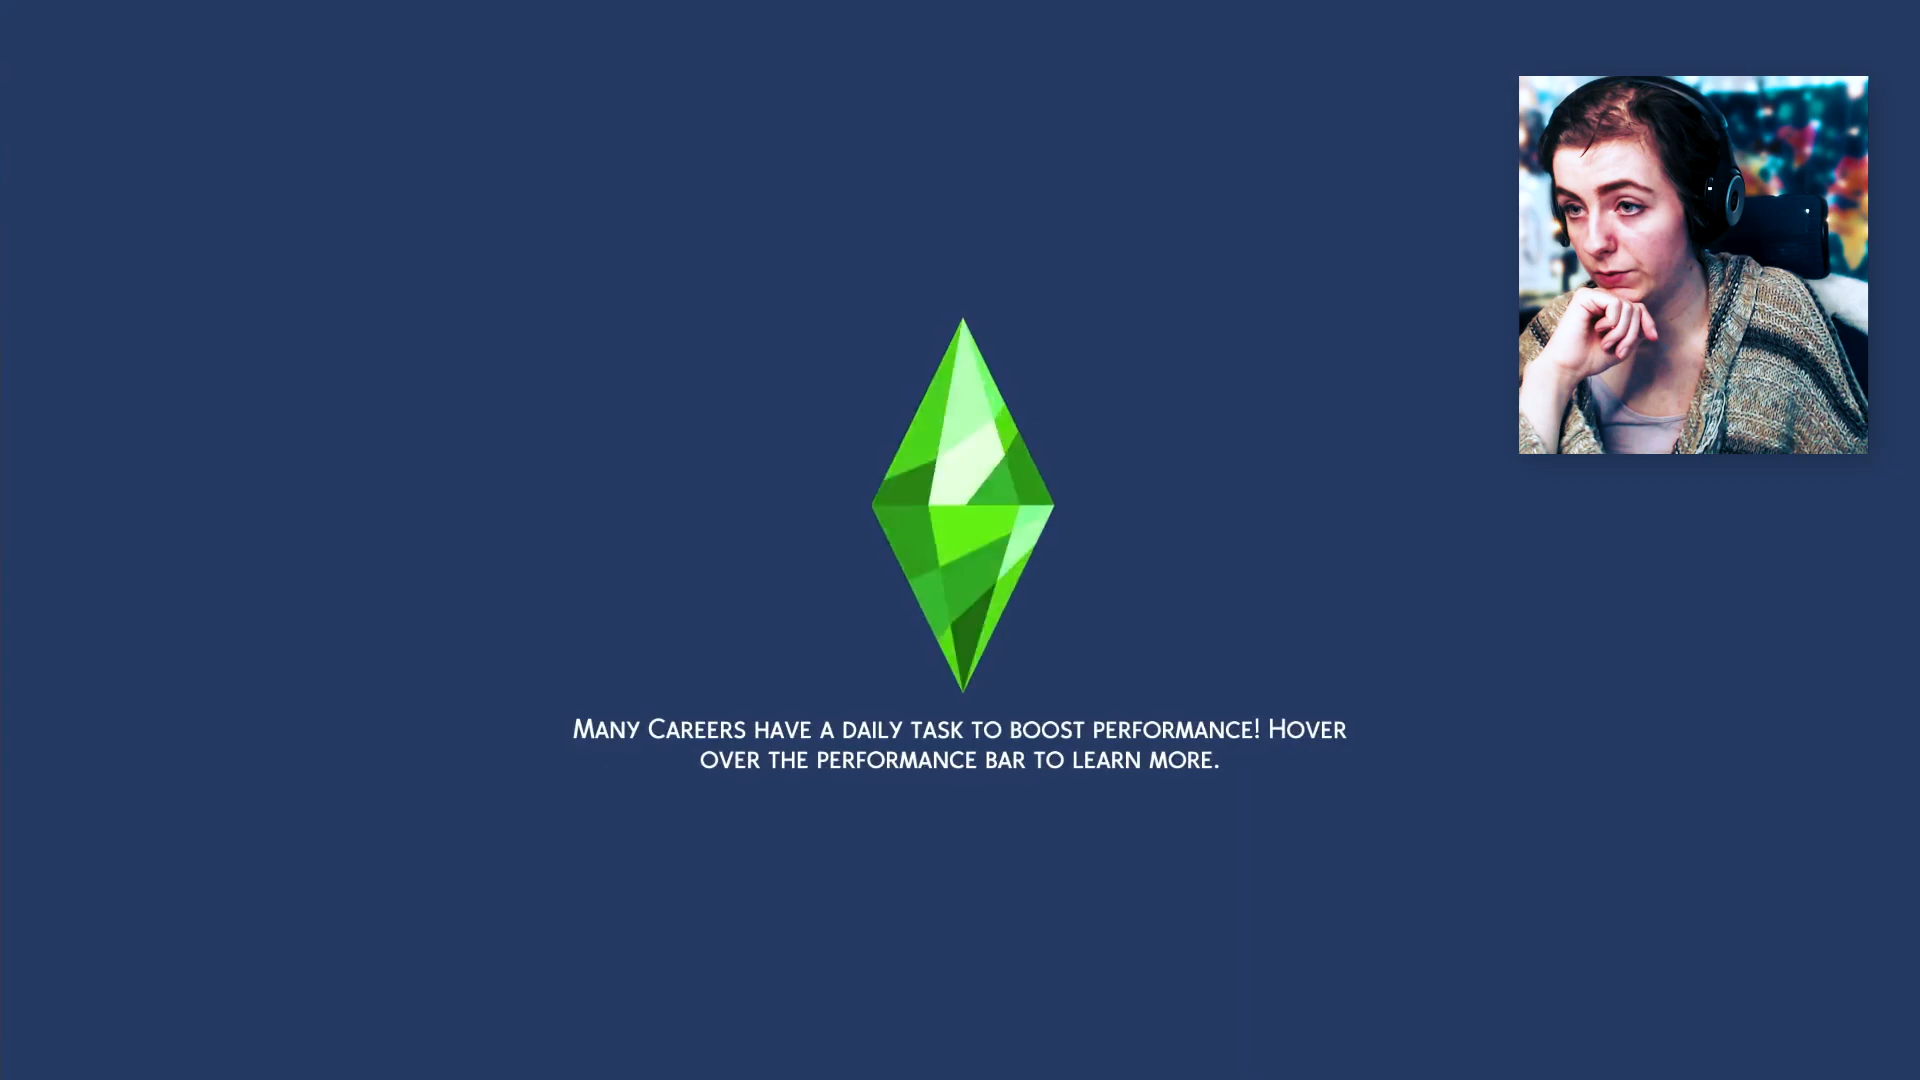 Many Careers have a daily task to boost performance! Hover
over the performance bar to learn more.